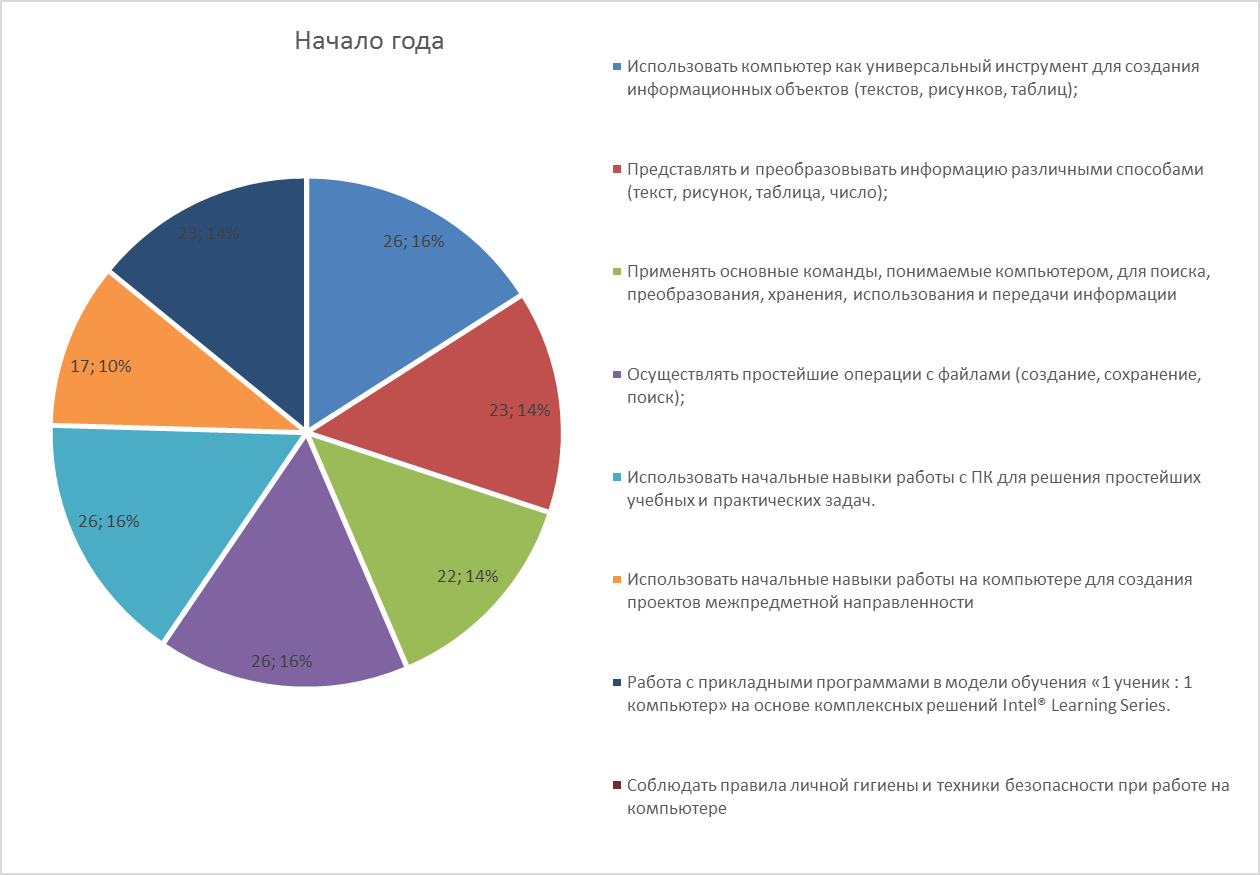 Начало года
26; 16%
23; 14%
22; 14%
26; 16%
26; 16%
17; 10%
23; 14%
Использовать компьютер как универсальный инструмент для создания
информационных объектов (текстов, рисунков, таблиц);
Представлять и преобразовывать информацию различными способами
(текст, рисунок, таблица, число);
Применять основные команды, понимаемые компьютером, для поиска,
преобразования, хранения, использования и передачи информации
Осуществлять простейшие операции с файлами (создание, сохранение,
поиск);
Использовать начальные навыки работы с ПК для решения простейших
учебных и практических задач.
Использовать начальные навыки работы на компьютере для создания
проектов межпредметной направленности
Работа с прикладными программами в модели обучения «1 ученик : 1
компьютер» на основе комплексных решений Intel® Learning Series.
Соблюдать правила личной гигиены и техники безопасности при работе на
компьютере